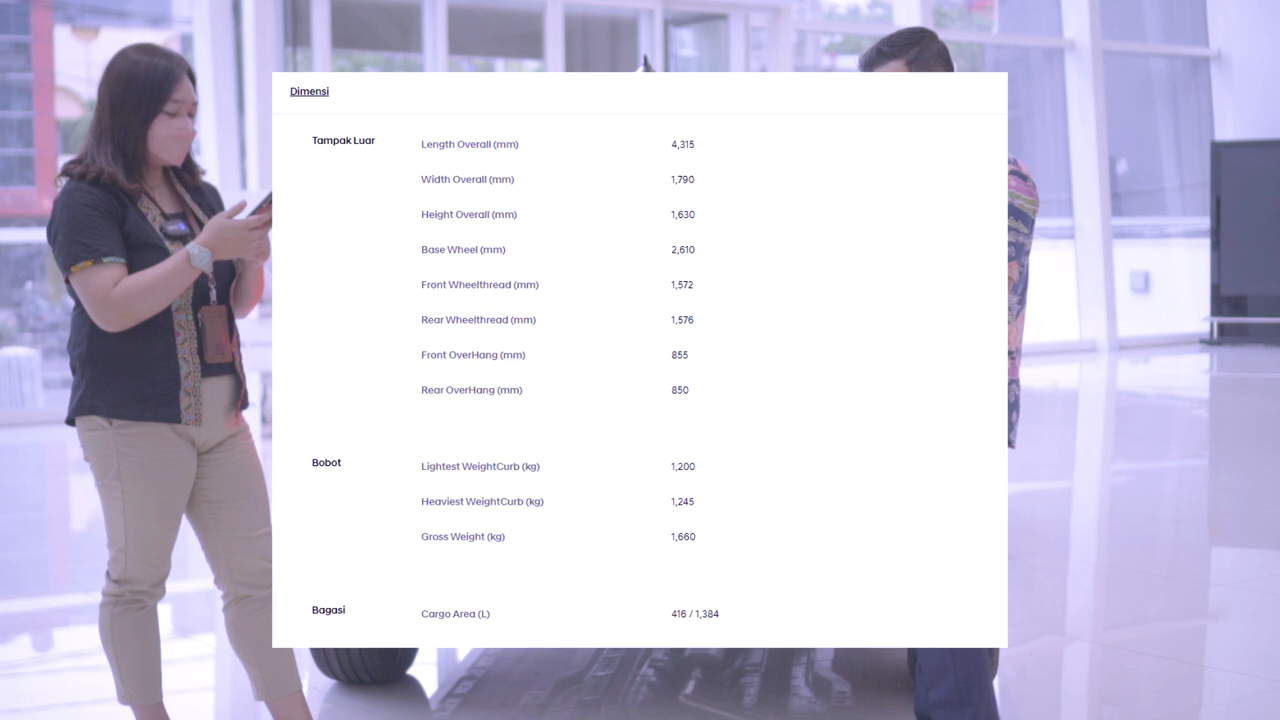 Dimensi
Tampak Luar Length Overall (mm) 4,315
Width Overall (mm) 1,790
Height Overall (mm) 1,630
Base Wheel (mm) 2,610
Front Wheelthread (mm) 1,572
Rear Wheelthread (mm) 1,576
Front OverHang (mm) 855
Rear OverHang (mm) 850
Bobot Lightest WeightCurb (kg) 1,200
Heaviest WeightCurb (kg) 1,245
Gross Weight (kg) 1,660
Bagasi Cargo Area (L) 416 / 1,384